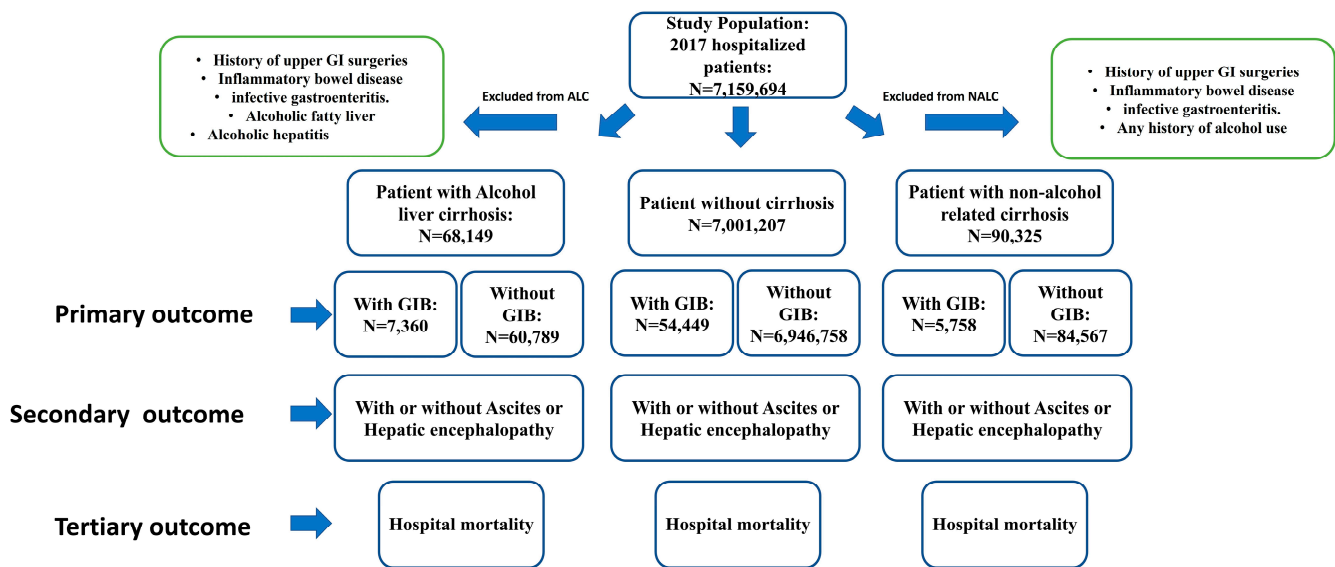 Study Population:
2017 hospitalized
patients:
N=7,159,694
• History of upper GI surgeries
• Inflammatory bowel disease
• infective gastroenteritis.
• Alcoholic fatty liver
• Alcoholic hepatitis
Excluded from ALC
Excluded from NALC
• History of upper GI surgeries
• Inflammatory bowel disease
• infective gastroenteritis.
• Any history of alcohol use
Patient with Alcohol
liver cirrhosis:
N=68,149
Patient without cirrhosis
N=7,001,207
Patient with non-alcohol
related cirrhosis
N=90,325
Primary outcome
With GIB:
N=7,360
Without
GIB:
N=60,789
With GIB:
N=54,449
Without
GIB:
N=6,946,758
With GIB:
N=5,758
Without
GIB:
N=84,567
Secondary outcome
With or without Ascites or
Hepatic encephalopathy
With or without Ascites or
Hepatic encephalopathy
With or without Ascites or
Hepatic encephalopathy
Tertiary outcome
Hospital mortality
Hospital mortality
Hospital mortality